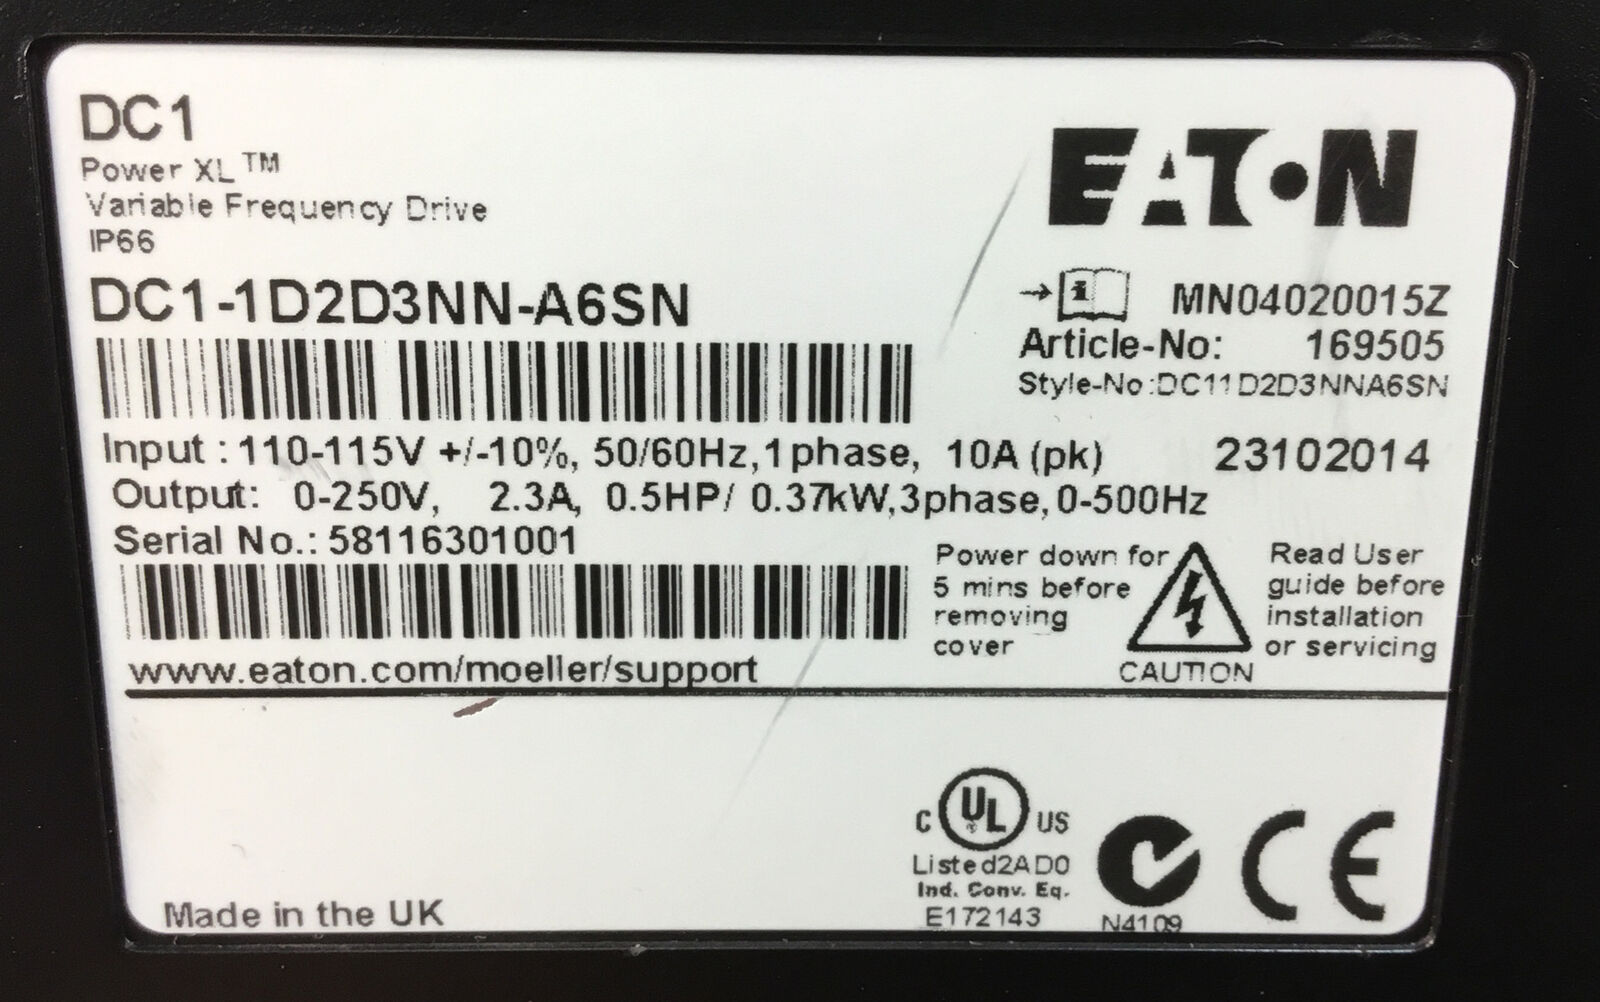 DC1
Power XL™
Variable Frequency Drive
IP66
DC1-1D2D3NN-A6SN
EATON
MN04020015Z
Article-No: 169505
Style-No:DC11D2D3NNA6SN
Input : 110-115V +/-10%, 50/60Hz,1phase, 10A (pk) 23102014
Output: 0-250V, 2.3A, 0.5HP/ 0.37kW,3phase,0-500Hz
Serial No.: 58116301001
Power down for
5 mins before
removing
cover
CAUTION
Read User
guide before
installation
or servicing
www.eaton.com/moeller/support
C UL US
Listed2AD0
Ind. Conv. Eq.
E172143
N4109
CE
Made in the UK